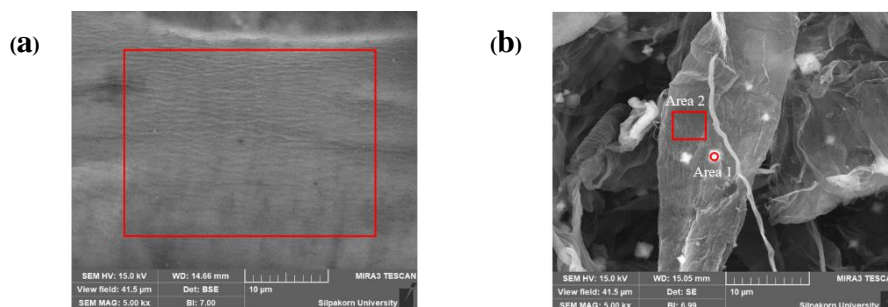 (a)
SEM HV: 15.0 kV WD: 14.66 mm MIRA3 TESCAN
View field: 41.5 µm Det: BSE 10 µm
SEM MAG: 5.00 kx BI: 7.00 Silpakorn University
(b)
Area 2
Area 1
SEM HV: 15.0 kV WD: 15.05 mm MIRA3 TESCAN
View field: 41.5 µm Det: SE 10 µm
SEM MAG: 5.00 kx BI: 6.99 Silpakorn University